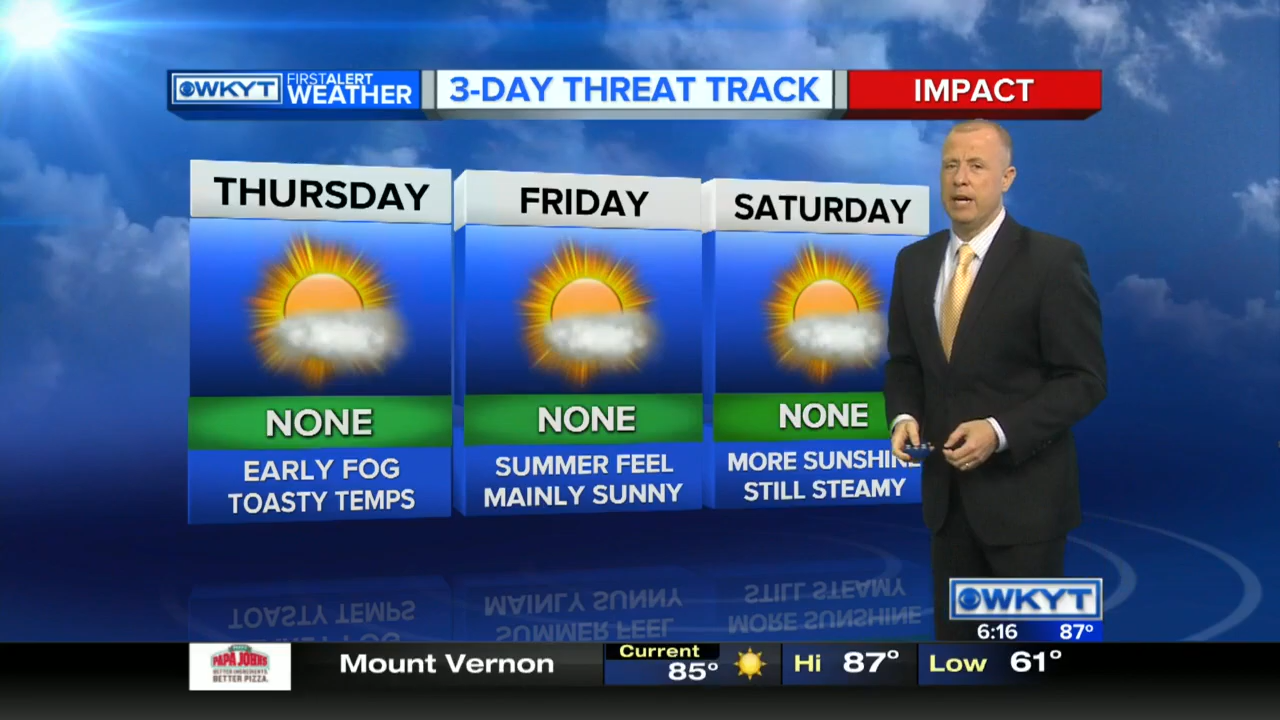 WKYT FIRST ALERT WEATHER
3-DAY THREAT TRACK
IMPACT
THURSDAY
NONE
EARLY FOG
TOASTY TEMPS
FRIDAY
NONE
SUMMER FEEL
MAINLY SUNNY
SATURDAY
NONE
MORE SUNSHINE
STILL STEAMY
WKYT
6:16 87°
PAPA JOHN'S
BETTER INGREDIENTS.
BETTER PIZZA.
Mount Vernon
Current
85°
Hi 87°
Low 61°